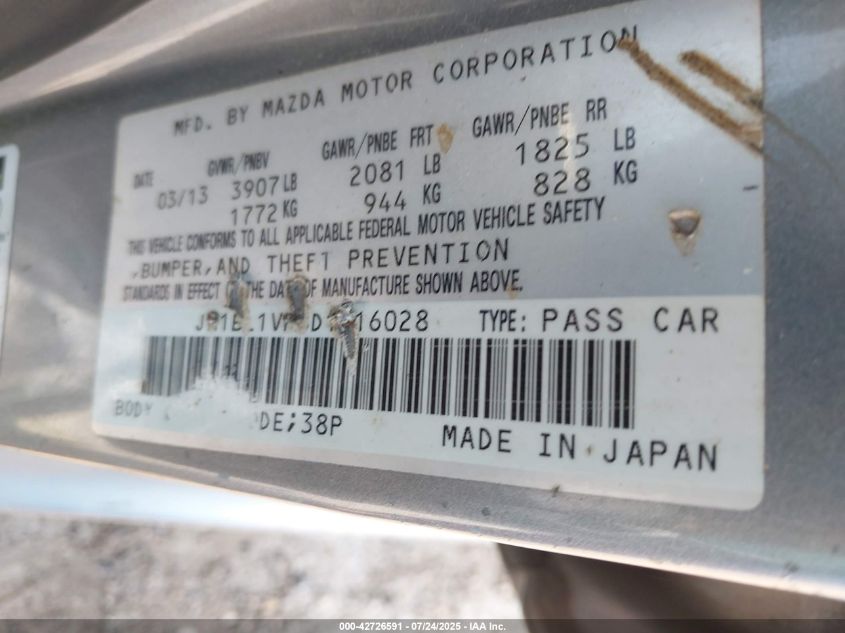 MFD. BY MAZDA MOTOR CORPORATION
DATE GVWR/PNBV GAWR/PNBE FRT GAWR/PNBE RR
03/13 3907 LB 2081 LB 1825 LB
1772 KG 944 KG 828 KG
THIS VEHICLE CONFORMS TO ALL APPLICABLE FEDERAL MOTOR VEHICLE SAFETY
,BUMPER,AND THEFT PREVENTION
STANDARDS IN EFFECT THE DATE OF MANUFACTURE SHOWN ABOVE.
TYPE: PASS CAR
BODY
DE;38P MADE IN JAPAN
000-42726591 - 07/24/2025 - IAA Inc.